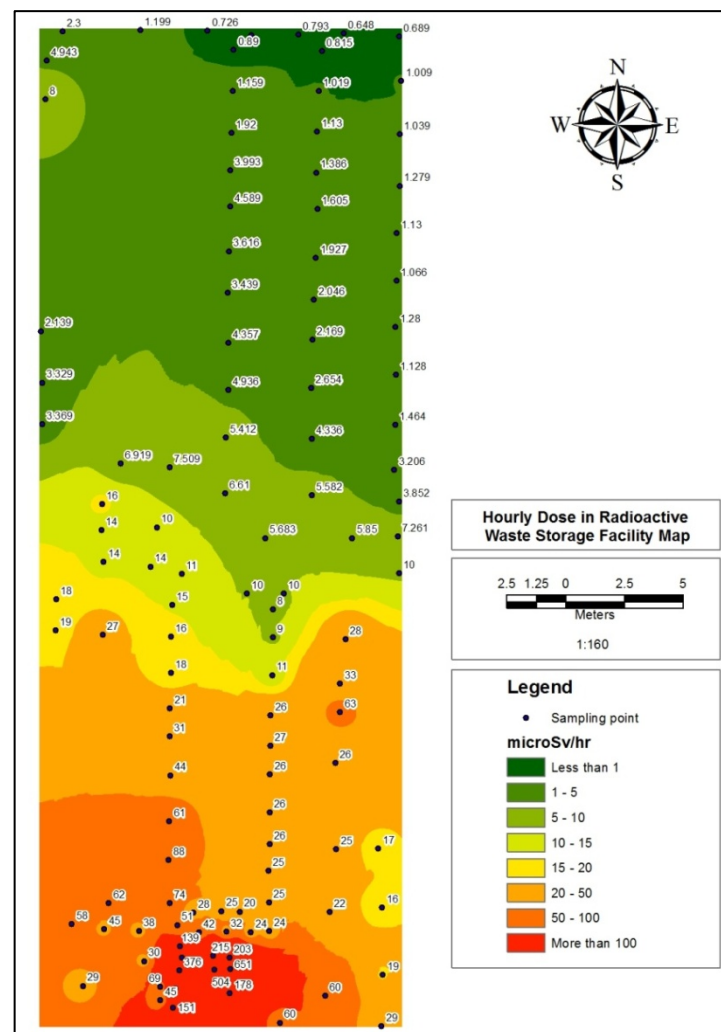 2.3 1.199 0.726 0.793 0.648 0.689
0.89 0.815
4.943
1.009
8 1.159 1.019
1.92 1.13 1.039
3.993 1.386
1.279
4.589 1.605
1.13
3.616 1.927
1.066
3.439 2.046
1.28
2.139 4.357 2.169
1.128
3.329 4.936 2.654
1.464
3.369 5.412 4.336
6.919 7.509 3.206
6.61 5.582 3.852
16
14 10 5.683 5.85 7.261
14 14 11 10
18 15 10 10
8
19 27 16 9 28
18 11 33
21 26 63
31 27
44 26 26
61 26
88 26 25 17
25
62 74 28 25 20 25 22 16
58 45 38 51 42 32 24 24
139
30 376 215 203
504 651 19
29 69 178 60
45
151 60 29
N
W E
S
Hourly Dose in Radioactive
Waste Storage Facility Map
2.5 1.25 0 2.5 5
Meters
1:160
Legend
Sampling point
microSv/hr
Less than 1
1 - 5
5 - 10
10 - 15
15 - 20
20 - 50
50 - 100
More than 100